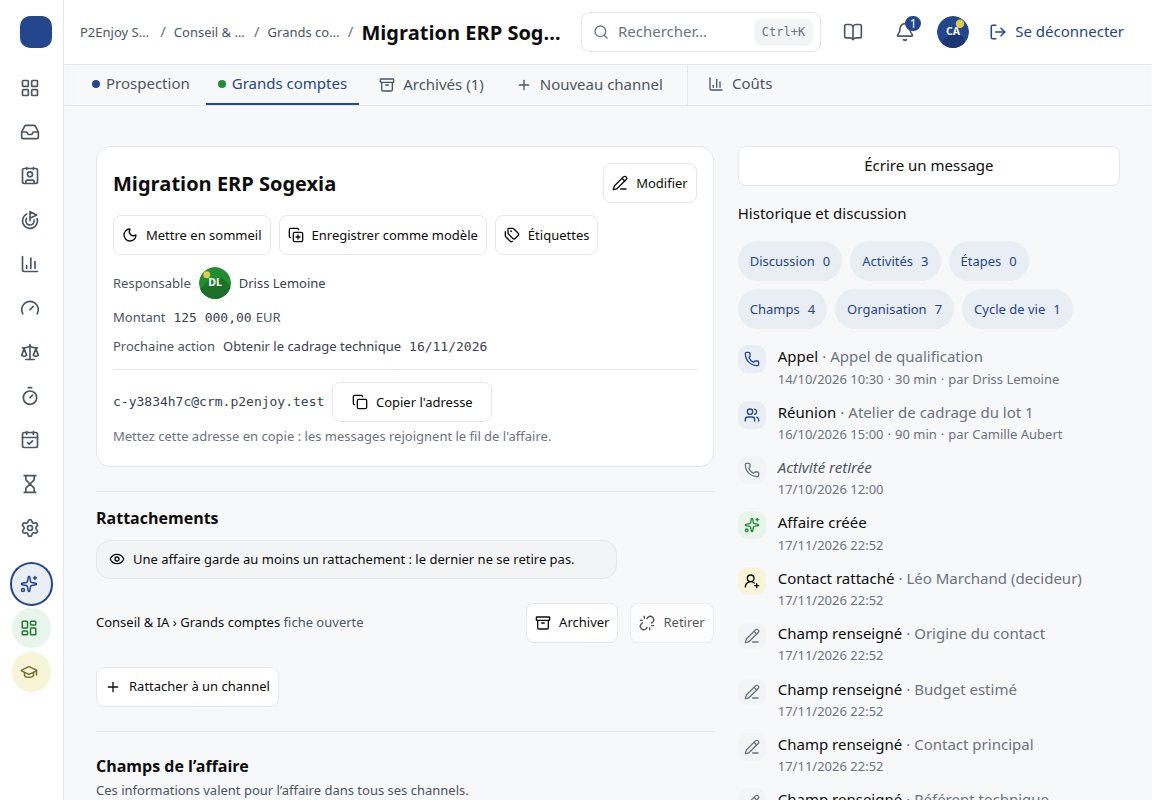 P2Enjoy S... / Conseil & ... / Grands co... / Migration ERP Sog...
Rechercher... Ctrl+K
1
CA
Se déconnecter
Prospection
Grands comptes
Archivés (1)
Nouveau channel
Coûts
Migration ERP Sogexia
Modifier
Mettre en sommeil
Enregistrer comme modèle
Étiquettes
Responsable DL Driss Lemoine
Montant 125 000,00 EUR
Prochaine action Obtenir le cadrage technique 16/11/2026
c-y3834h7c@crm.p2enjoy.test
Copier l'adresse
Mettez cette adresse en copie : les messages rejoignent le fil de l'affaire.
Rattachements
Une affaire garde au moins un rattachement : le dernier ne se retire pas.
Conseil & IA › Grands comptes fiche ouverte
Archiver
Retirer
Rattacher à un channel
Champs de l’affaire
Ces informations valent pour l’affaire dans tous ses channels.
Écrire un message
Historique et discussion
Discussion 0
Activités 3
Étapes 0
Champs 4
Organisation 7
Cycle de vie 1
Appel · Appel de qualification
14/10/2026 10:30 · 30 min · par Driss Lemoine
Réunion · Atelier de cadrage du lot 1
16/10/2026 15:00 · 90 min · par Camille Aubert
Activité retirée
17/10/2026 12:00
Affaire créée
17/11/2026 22:52
Contact rattaché · Léo Marchand (decideur)
17/11/2026 22:52
Champ renseigné · Origine du contact
17/11/2026 22:52
Champ renseigné · Budget estimé
17/11/2026 22:52
Champ renseigné · Contact principal
17/11/2026 22:52
Champ renseigné · Référent technique